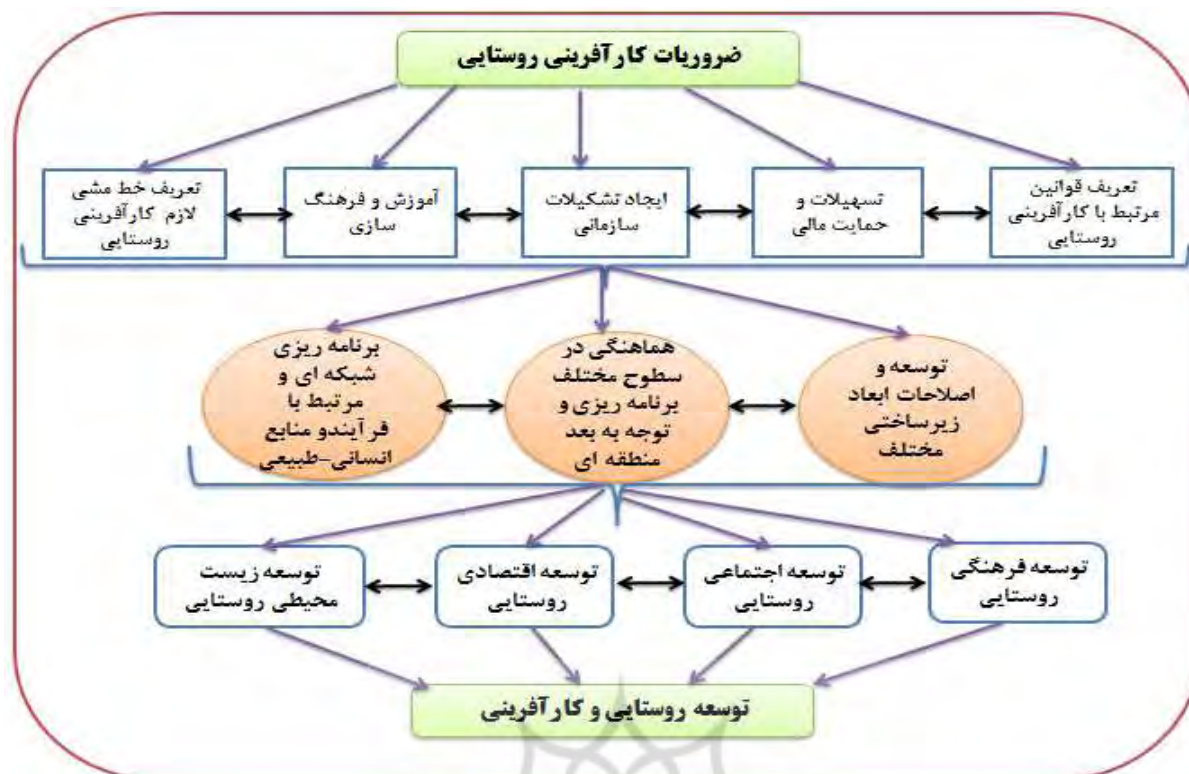 ضروریات کارآفرینی روستایی
تعریف قوانین
مرتبط با کارآفرینی
روستایی
تسهیلات و
حمایت مالی
ایجاد تشکیلات
سازمانی
آموزش و فرهنگ
سازی
تعریف خط مشی
لازم کارآفرینی
روستایی
توسعه و
اصلاحات ابعاد
زیرساختی
مختلف
هماهنگی در
سطوح مختلف
برنامه ریزی و
توجه به بعد
منطقه ای
برنامه ریزی
شبکه ای و
مرتبط با
فرآیندو منابع
انسانی-طبیعی
توسعه فرهنگی
روستایی
توسعه اجتماعی
روستایی
توسعه اقتصادی
روستایی
توسعه زیست
محیطی روستایی
توسعه روستایی و کارآفرینی